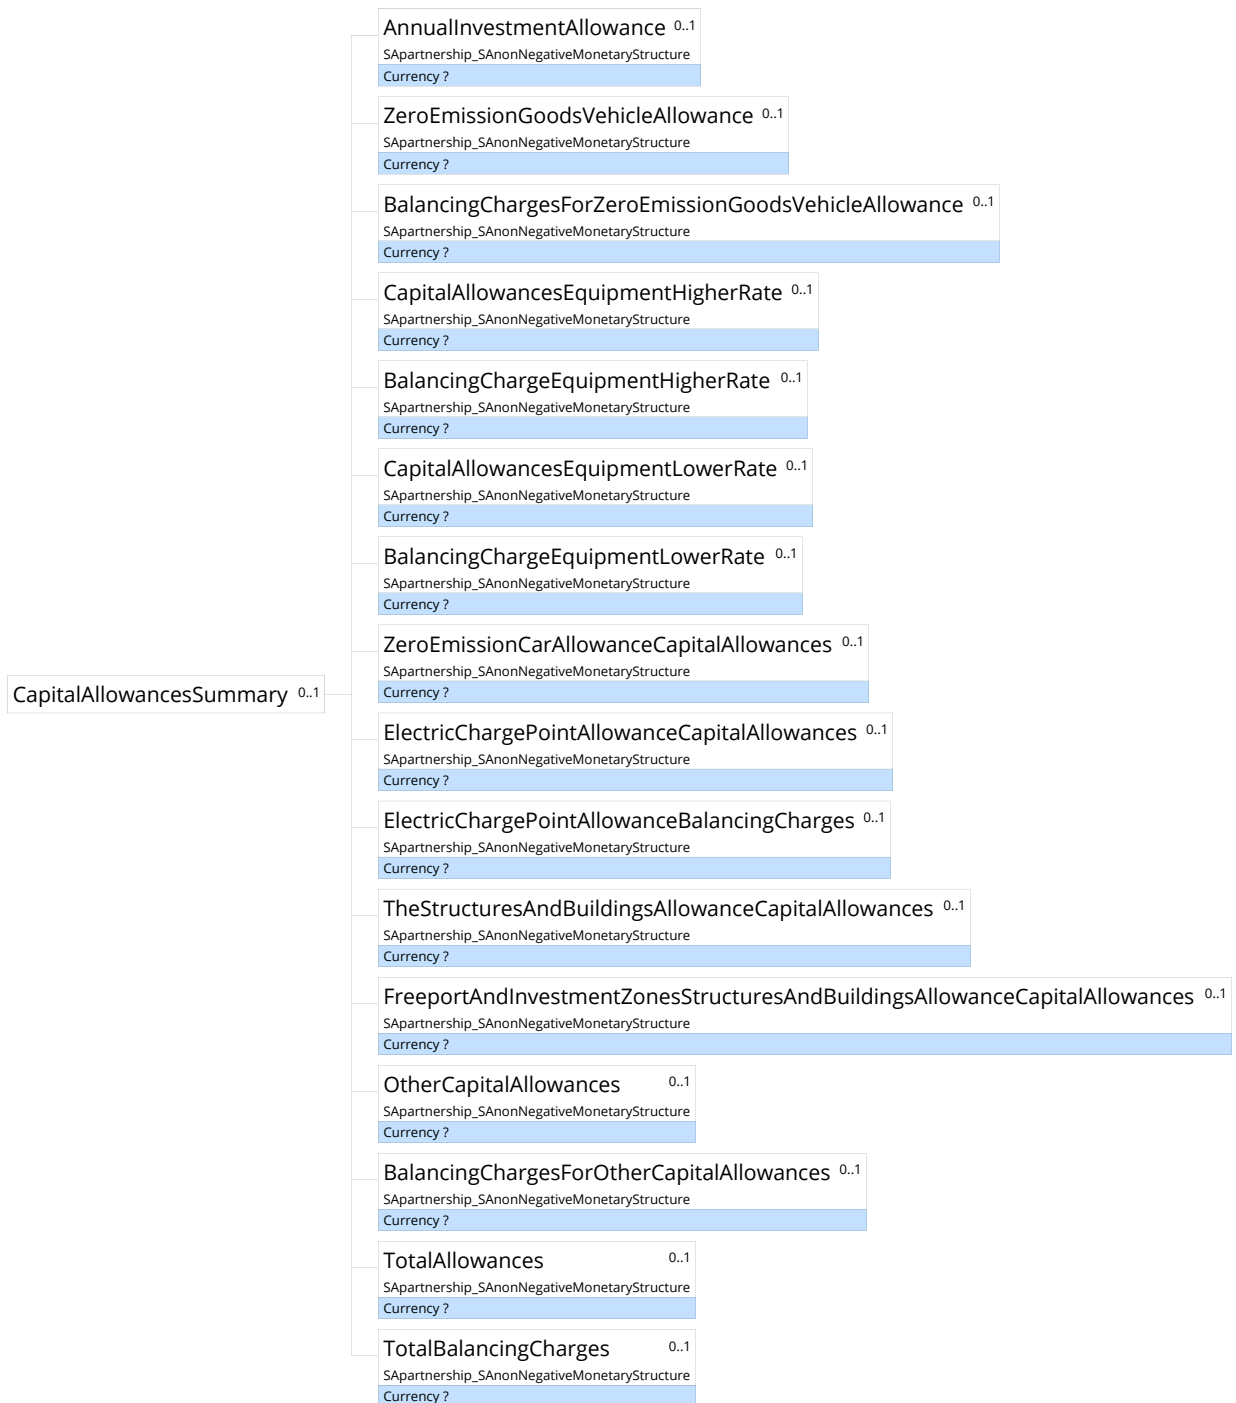 AnnualInvestmentAllowance 0..1
SApartnership_SAnonNegativeMonetaryStructure
Currency ?
ZeroEmissionGoodsVehicleAllowance 0..1
SApartnership_SAnonNegativeMonetaryStructure
Currency ?
BalancingChargesForZeroEmissionGoodsVehicleAllowance 0..1
SApartnership_SAnonNegativeMonetaryStructure
Currency ?
CapitalAllowancesEquipmentHigherRate 0..1
SApartnership_SAnonNegativeMonetaryStructure
Currency ?
BalancingChargeEquipmentHigherRate 0..1
SApartnership_SAnonNegativeMonetaryStructure
Currency ?
CapitalAllowancesEquipmentLowerRate 0..1
SApartnership_SAnonNegativeMonetaryStructure
Currency ?
BalancingChargeEquipmentLowerRate 0..1
SApartnership_SAnonNegativeMonetaryStructure
Currency ?
ZeroEmissionCarAllowanceCapitalAllowances 0..1
SApartnership_SAnonNegativeMonetaryStructure
Currency ?
CapitalAllowancesSummary 0..1
ElectricChargePointAllowanceCapitalAllowances 0..1
SApartnership_SAnonNegativeMonetaryStructure
Currency ?
ElectricChargePointAllowanceBalancingCharges 0..1
SApartnership_SAnonNegativeMonetaryStructure
Currency ?
TheStructuresAndBuildingsAllowanceCapitalAllowances 0..1
SApartnership_SAnonNegativeMonetaryStructure
Currency ?
FreeportAndInvestmentZonesStructuresAndBuildingsAllowanceCapitalAllowances 0..1
SApartnership_SAnonNegativeMonetaryStructure
Currency ?
OtherCapitalAllowances 0..1
SApartnership_SAnonNegativeMonetaryStructure
Currency ?
BalancingChargesForOtherCapitalAllowances 0..1
SApartnership_SAnonNegativeMonetaryStructure
Currency ?
TotalAllowances 0..1
SApartnership_SAnonNegativeMonetaryStructure
Currency ?
TotalBalancingCharges 0..1
SApartnership_SAnonNegativeMonetaryStructure
Currency ?